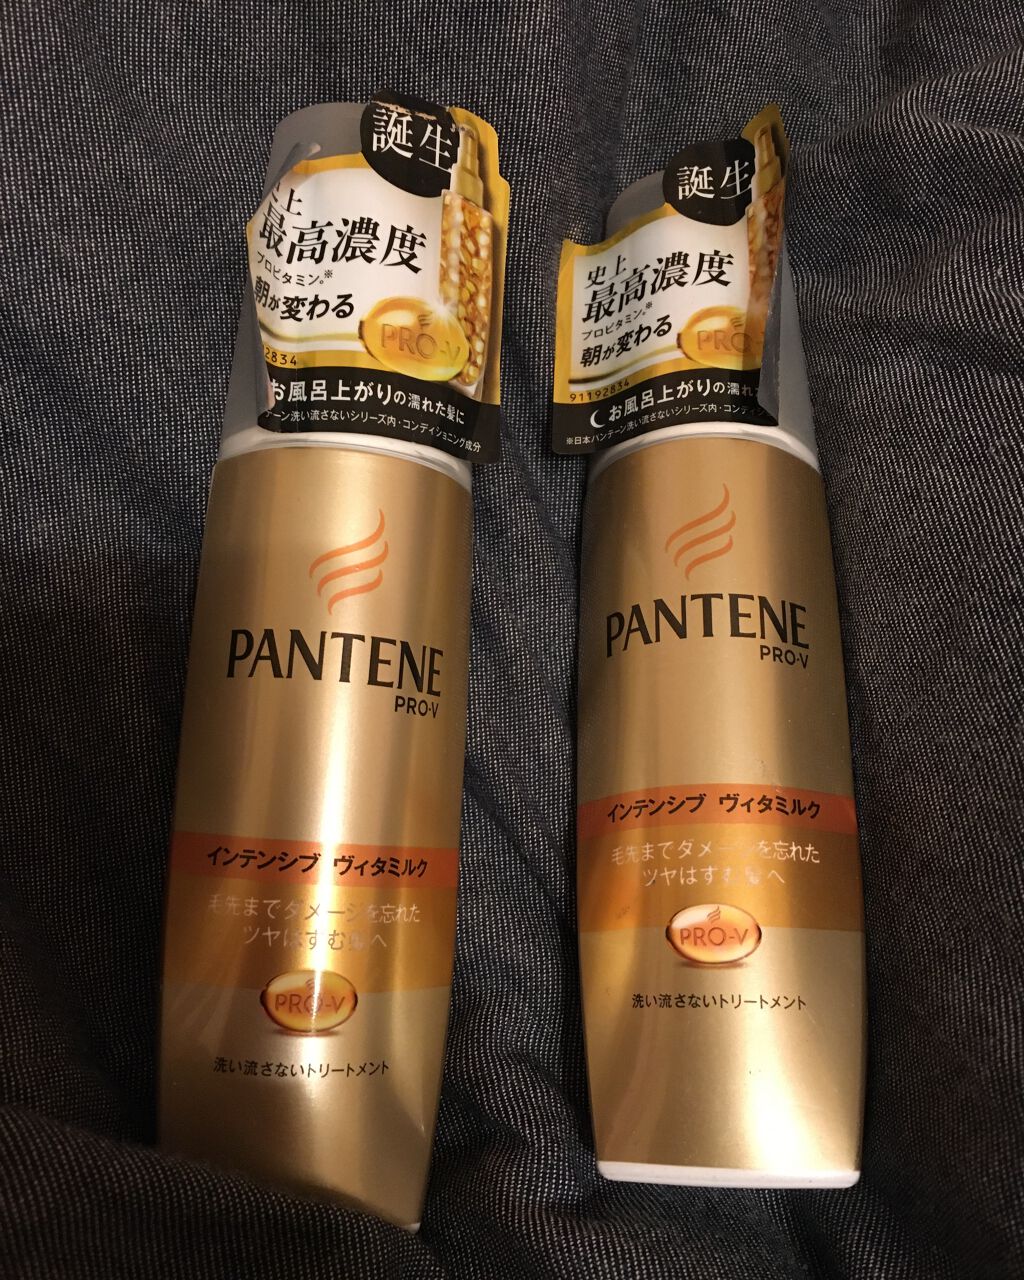 誕生
上
最高濃度
プロビタミン。※
朝が変わる
PRO-V
2834
お風呂上がりの濡れた髪に
テーン洗い流さないシリーズ内・コンディショニング成分
PANTENE
PRO-V
インテンシブ ヴィタミルク
毛先までダメージを忘れた
ツヤはずむ髪へ
PRO-V
洗い流さないトリートメント
誕生
史上
最高濃度
プロビタミン。※
朝が変わる
PRO-V
91192834
お風呂上がりの濡れた
※日本パンテーン洗い流さないシリーズ内・コンディ
PANTENE
PRO-V
インテンシブ ヴィタミルク
毛先までダメージを忘れた
ツヤはずむ髪へ
PRO-V
洗い流さないトリートメント